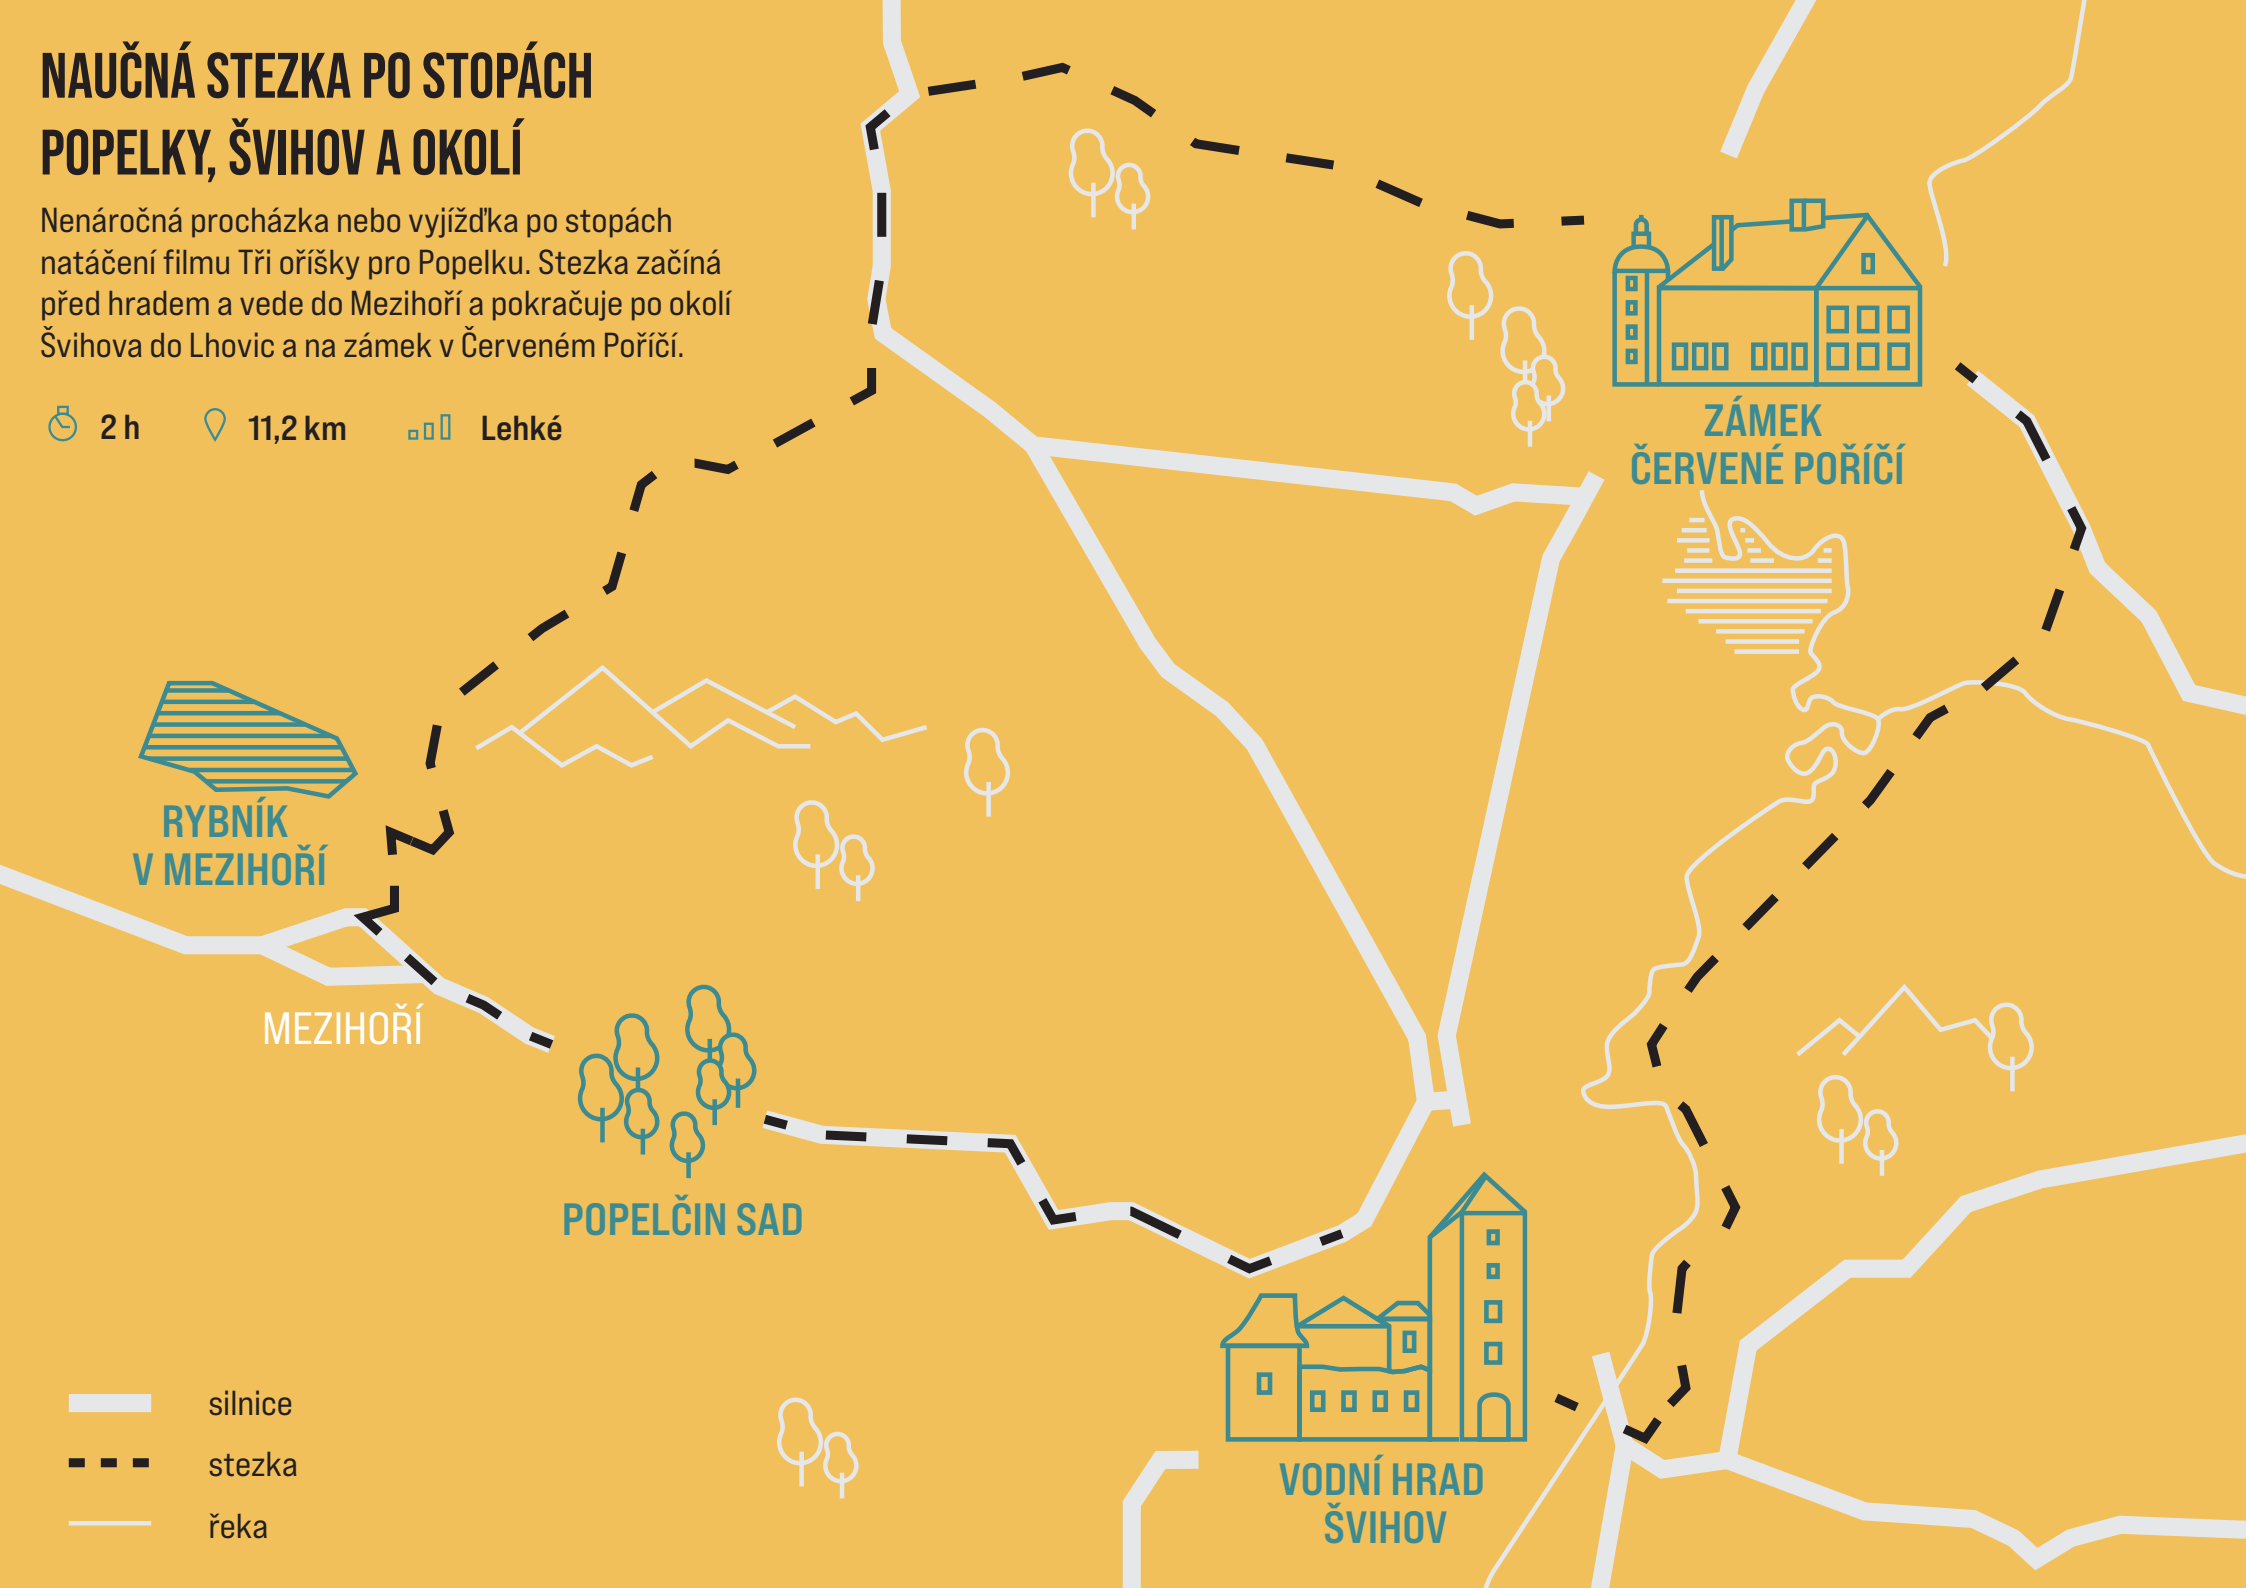 NAUČNÁ STEZKA PO STOPÁCH
POPELKY, ŠVIHOV A OKOLÍ
Nenáročná procházka nebo vyjížďka po stopách
natáčení filmu Tři oříšky pro Popelku. Stezka začíná
před hradem a vede do Mezihoří a pokračuje po okolí
Švihova do Lhovic a na zámek v Červeném Poříčí.
2 h 11,2 km Lehké
ZÁMEK
ČERVENÉ POŘÍČÍ
RYBNÍK
V MEZIHOŘÍ
MEZIHOŘÍ
POPELČIN SAD
VODNÍ HRAD
ŠVIHOV
silnice
stezka
řeka